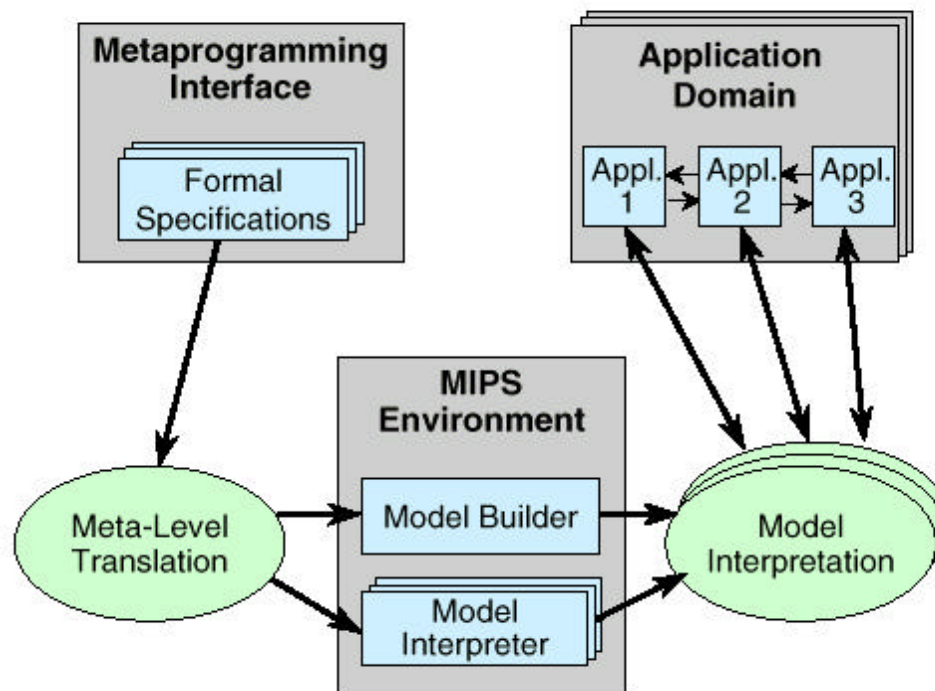 Metaprogramming
Interface
Formal
Specifications
Application
Domain
Appl.
1
Appl.
2
Appl.
3
MIPS
Environment
Model Builder
Model
Interpreter
Meta-Level
Translation
Model
Interpretation